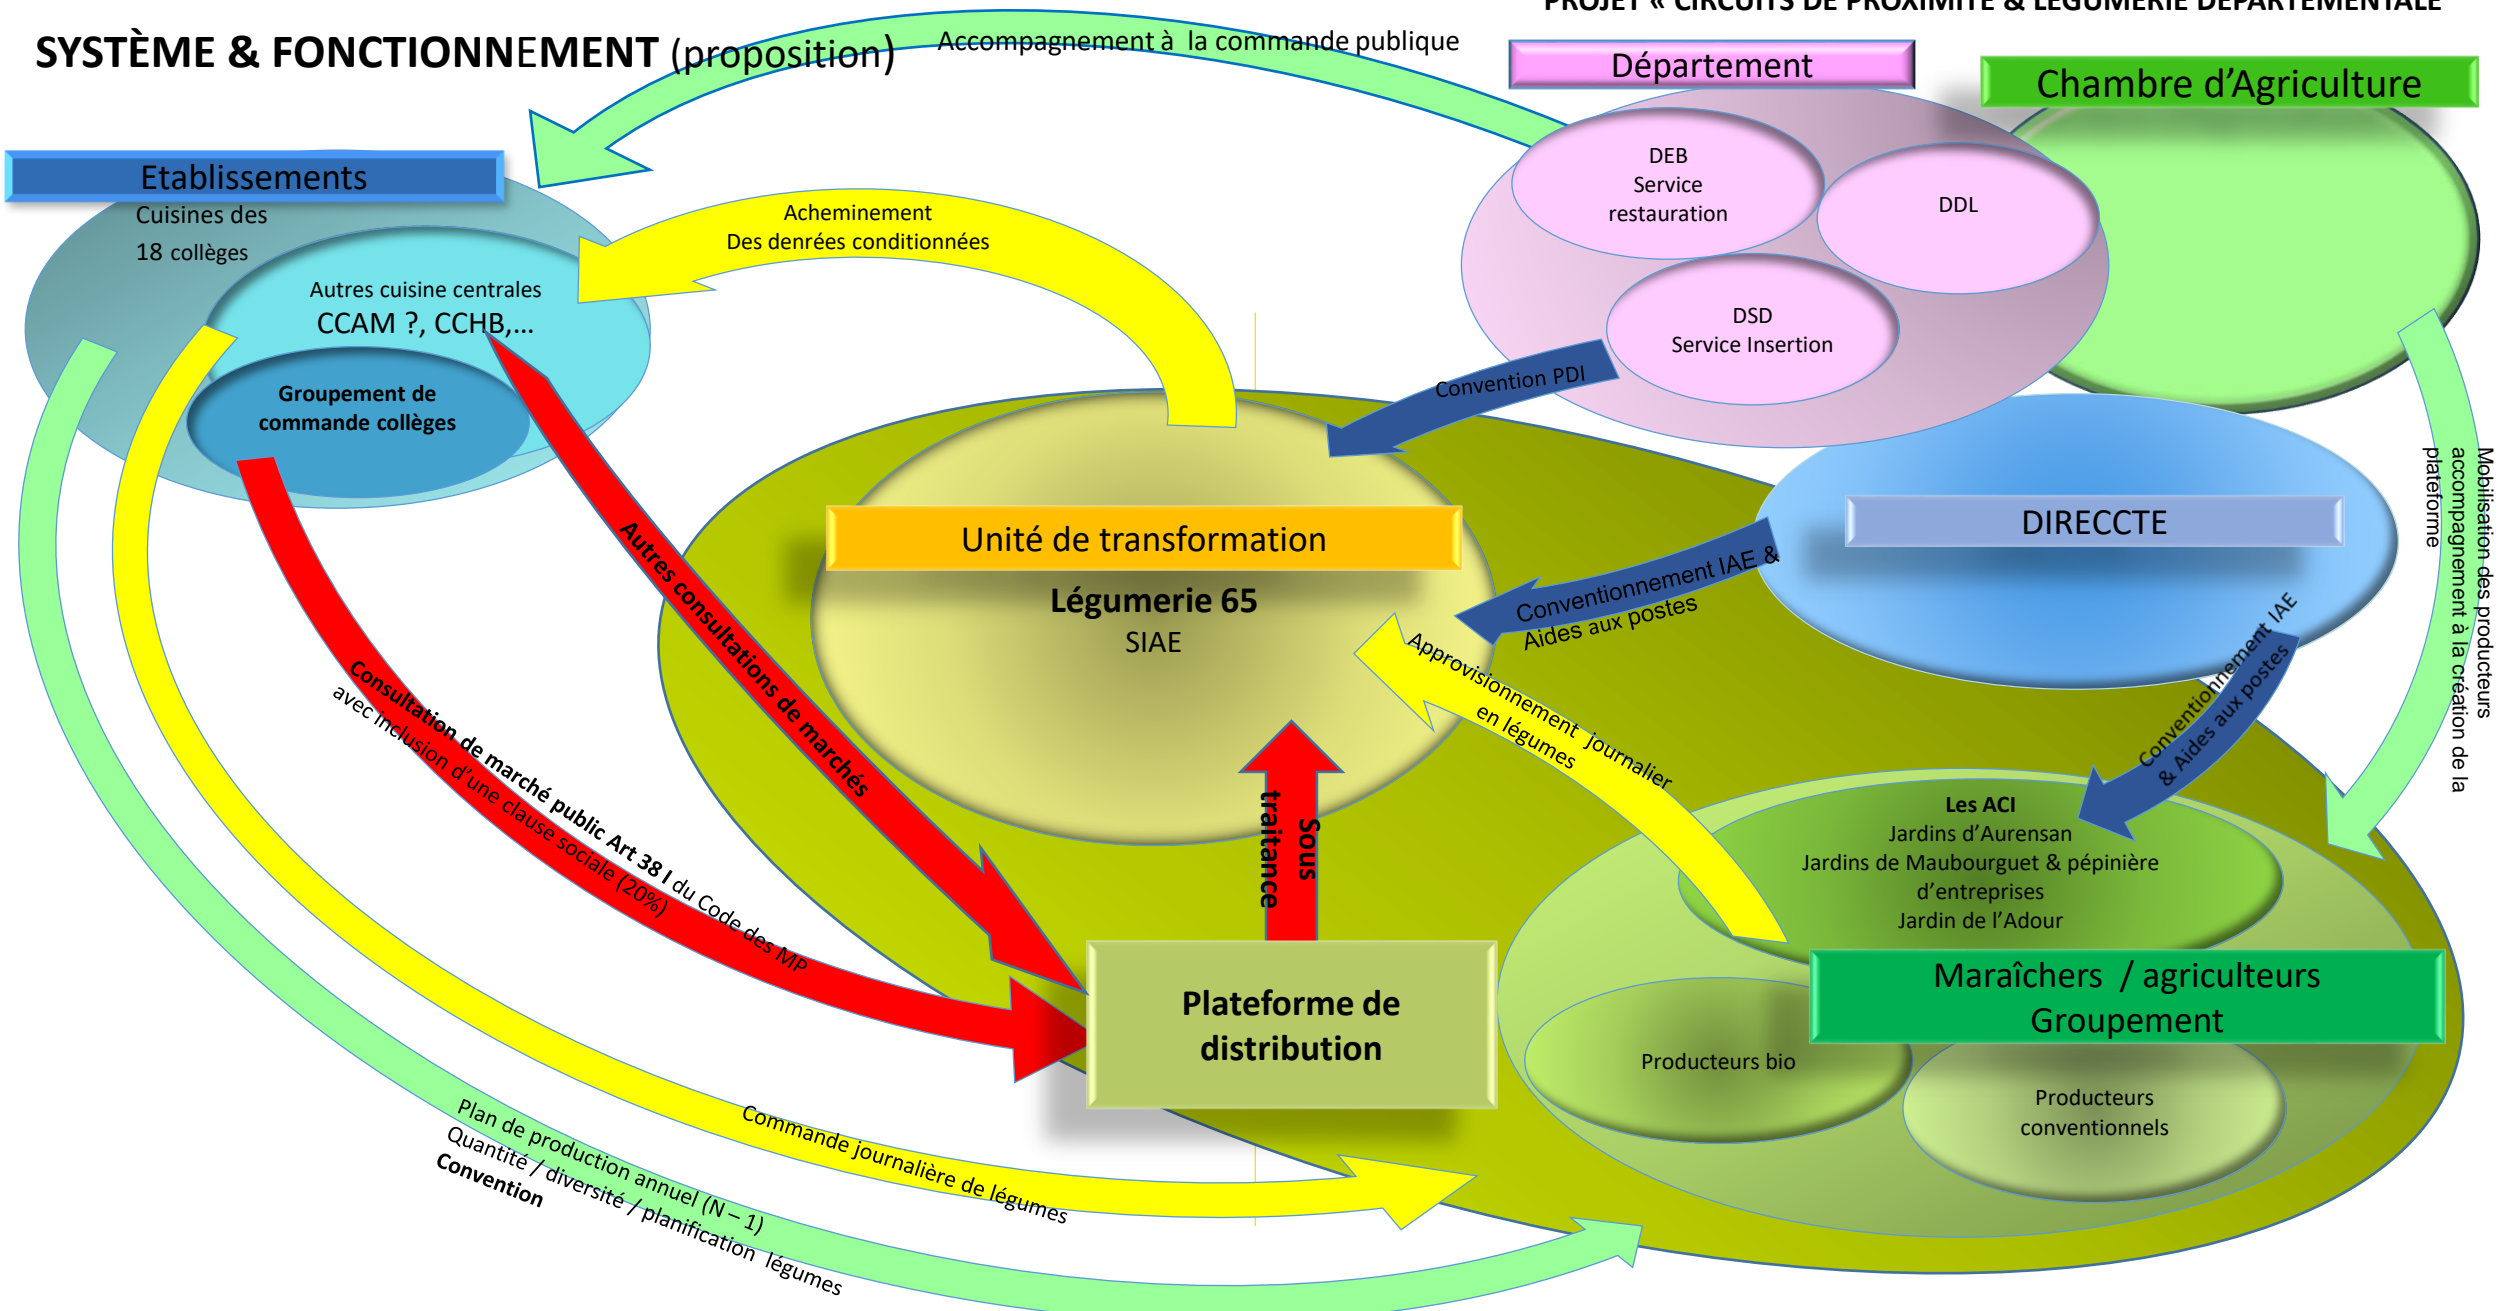 PROJET « CIRCUITS DE PROXIMITÉ & LÉGUMERIE DÉPARTEMENTALE
SYSTÈME & FONCTIONNEMENT (proposition)
Accompagnement à la commande publique
Département
Chambre d'Agriculture
DEB
Service
restauration
DDL
DSD
Service Insertion
Etablissements
Cuisines des
18 collèges
Autres cuisine centrales
CCAM ?, CCHB,...
Groupement de
commande collèges
Acheminement
Des denrées conditionnées
Convention PDI
DIRECCTE
Mobilisation des producteurs
accompagnement à la création de la
plateforme
Unité de transformation
Légumerie 65
SIAE
Conventionnement IAE &
Aides aux postes
Conventionnement IAE
& Aides aux postes
Approvisionnement journalier
en légumes
Autres consultations de marchés
Consultation de marché public Art 38 I du Code des MP
avec inclusion d'une clause sociale (20%)
Sous
traitance
Les ACI
Jardins d'Aurensan
Jardins de Maubourguet & pépinière
d'entreprises
Jardin de l'Adour
Maraîchers / agriculteurs
Groupement
Plateforme de
distribution
Producteurs bio
Producteurs
conventionnels
Commande journalière de légumes
Plan de production annuel (N – 1)
Quantité / diversité / planification légumes
Convention